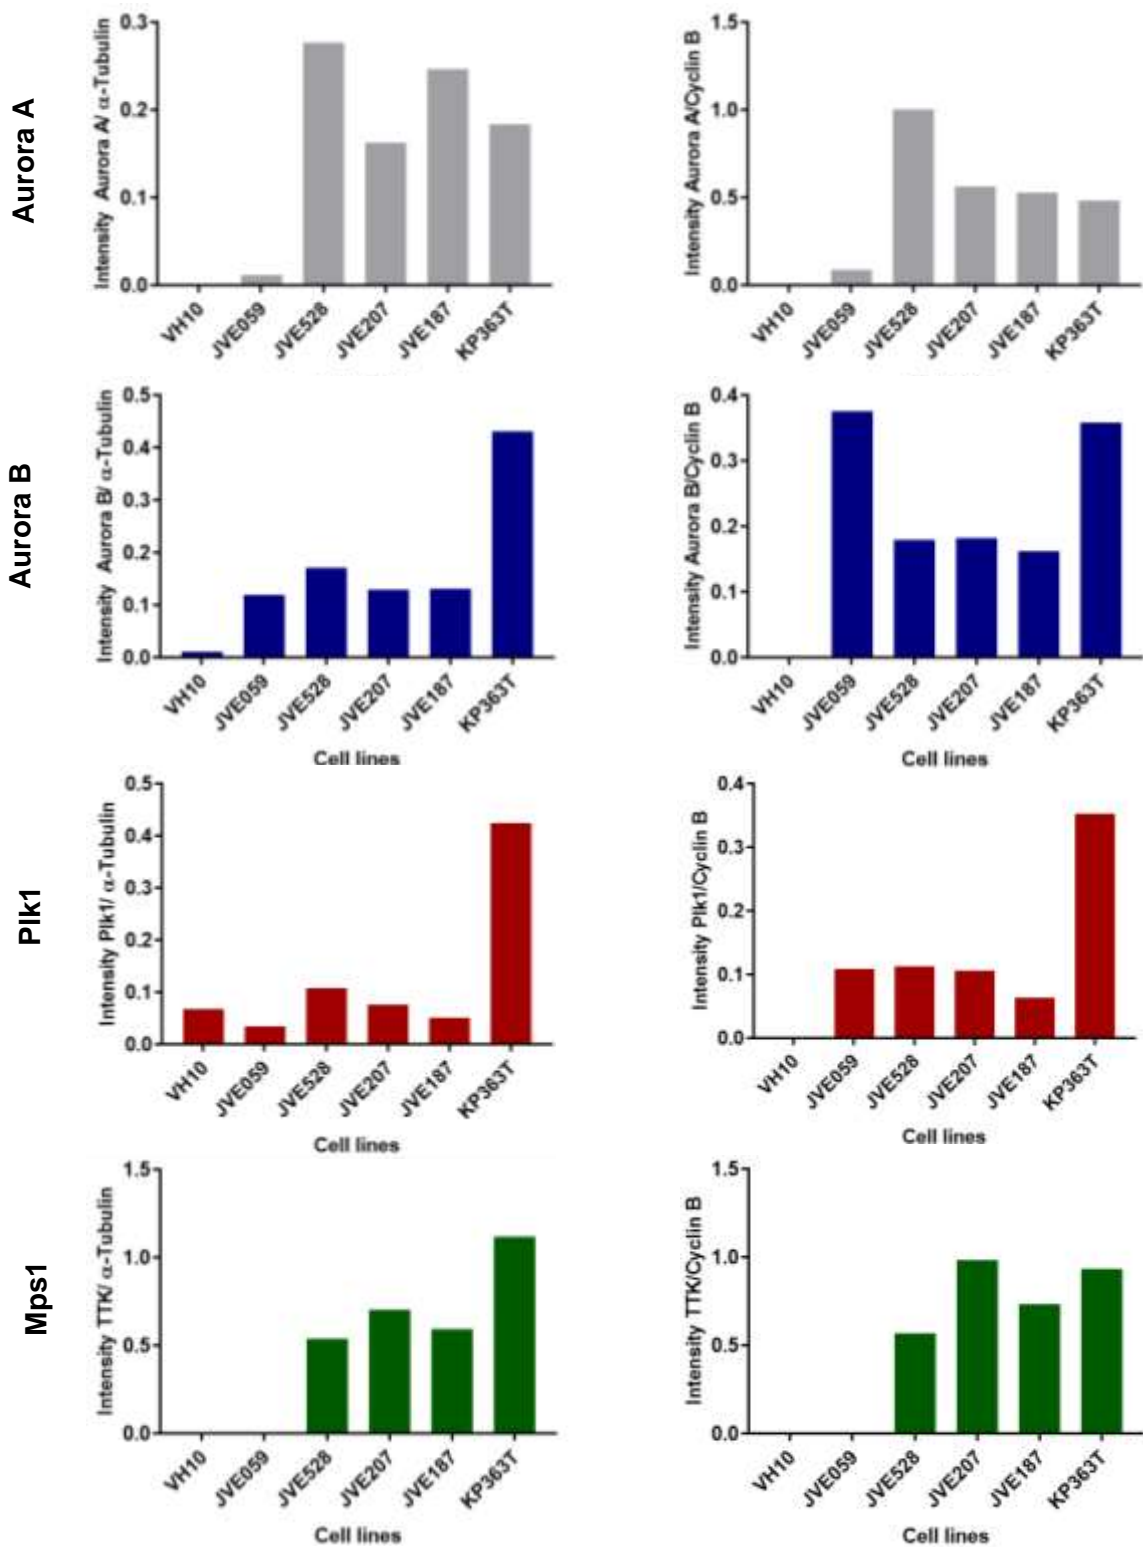 Aurora A
Intensity Aurora A/ α-Tubulin
0.3
0.2
0.1
0.0
VH10
JVE059
JVE528
JVE207
JVE187
KP363T
Intensity Aurora A/Cyclin B
1.5
1.0
0.5
0.0
VH10
JVE059
JVE528
JVE207
JVE187
KP363T
Aurora B
Intensity Aurora B/ α-Tubulin
0.5
0.4
0.3
0.2
0.1
0.0
VH10
JVE059
JVE528
JVE207
JVE187
KP363T
Cell lines
Intensity Aurora B/Cyclin B
0.4
0.3
0.2
0.1
0.0
VH10
JVE059
JVE528
JVE207
JVE187
KP363T
Cell lines
Plk1
Intensity Plk1/ α-Tubulin
0.5
0.4
0.3
0.2
0.1
0.0
VH10
JVE059
JVE528
JVE207
JVE187
KP363T
Cell lines
Intensity Plk1/Cyclin B
0.4
0.3
0.2
0.1
0.0
VH10
JVE059
JVE528
JVE207
JVE187
KP363T
Cell lines
Mps1
Intensity TTK/ α-Tubulin
1.5
1.0
0.5
0.0
VH10
JVE059
JVE528
JVE207
JVE187
KP363T
Cell lines
Intensity TTK/Cyclin B
1.5
1.0
0.5
0.0
VH10
JVE059
JVE528
JVE207
JVE187
KP363T
Cell lines